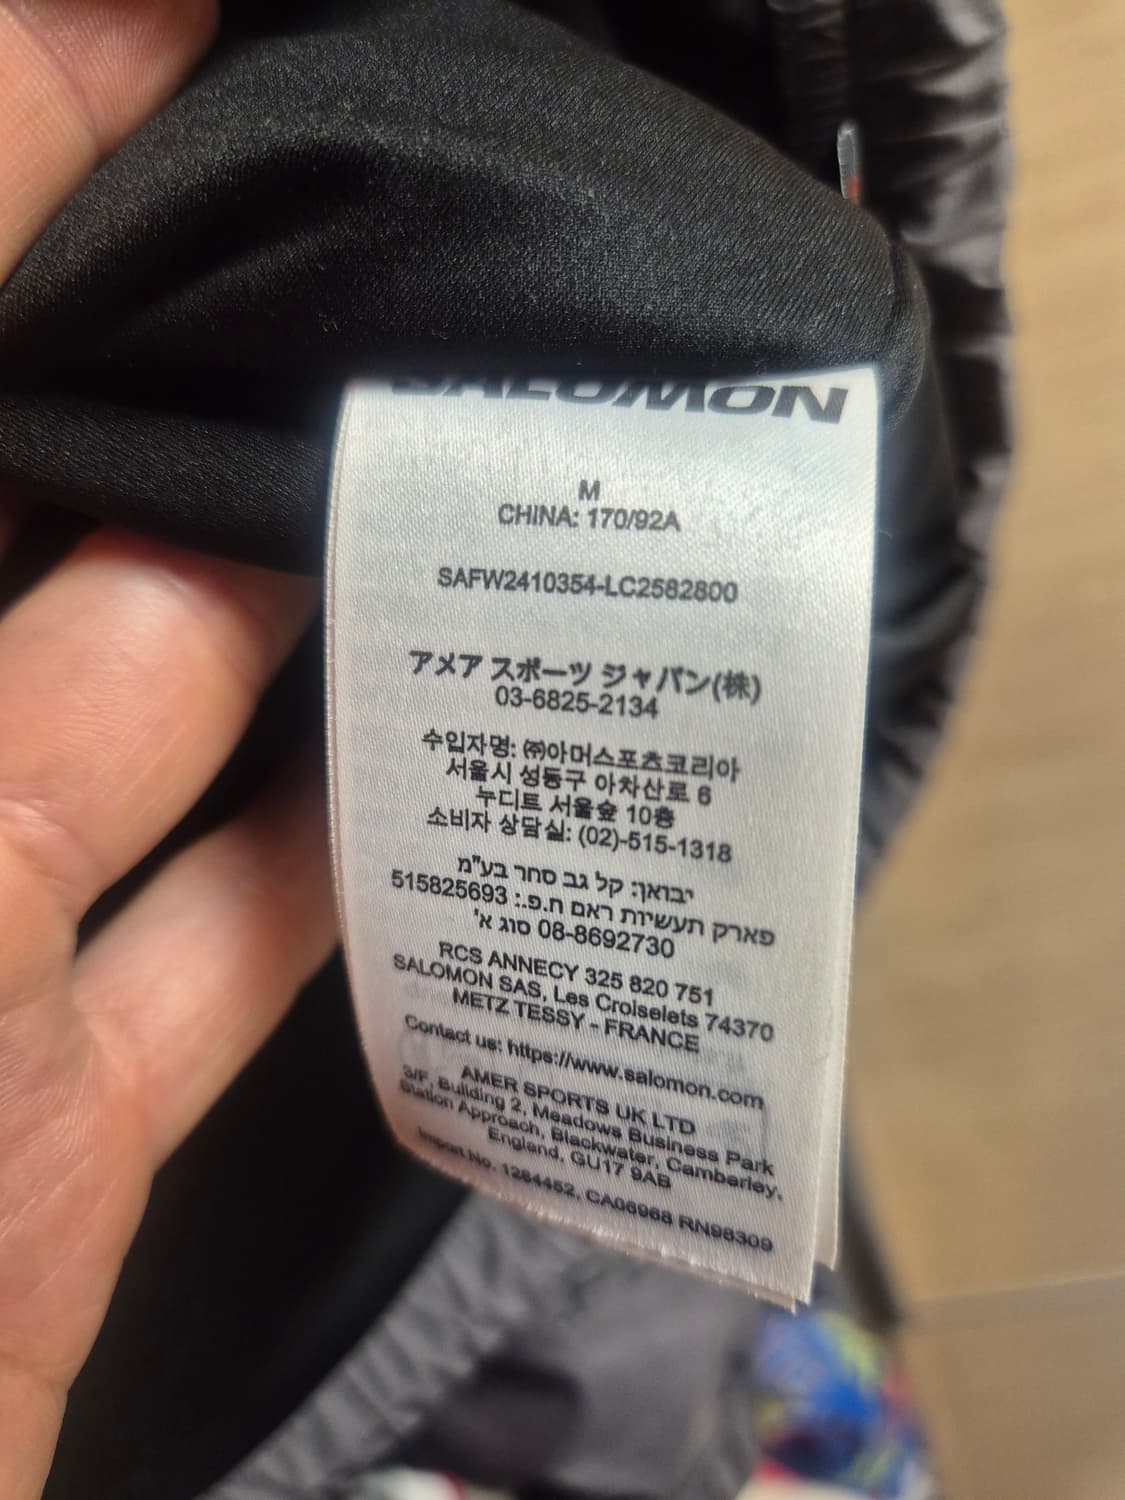 SALOMON
M
CHINA: 170/92A
SAFW2410354-LC2582800
アメア スポーツ ジャパン(株)
03-6825-2134
수입자명: ㈜아머스포츠코리아
서울시 성동구 아차산로 6
누디트 서울숲 10층
소비자 상담실: (02)-515-1318
יבואן: קל גב סחר בע"מ
פארק תעשיות ראם ח.פ.: 515825693
08-8692730 סוג א'
RCS ANNECY 325 820 751
SALOMON SAS, Les Croiselets 74370
METZ TESSY - FRANCE
Contact us: https://www.salomon.com
AMER SPORTS UK LTD
3/F, Building 2, Meadows Business Park
Station Approach, Blackwater, Camberley,
England, GU17 9AB
Import No. 1284452, CA06968 RN98309